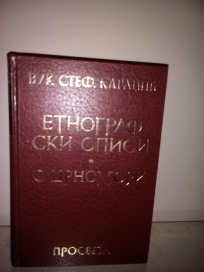 ВУК СТЕФ. КАРАЏИЋ
ЕТНОГРАФ
СКИ СПИСИ
О ЦРНОЈ ГОРИ
ПРОСВЕТА